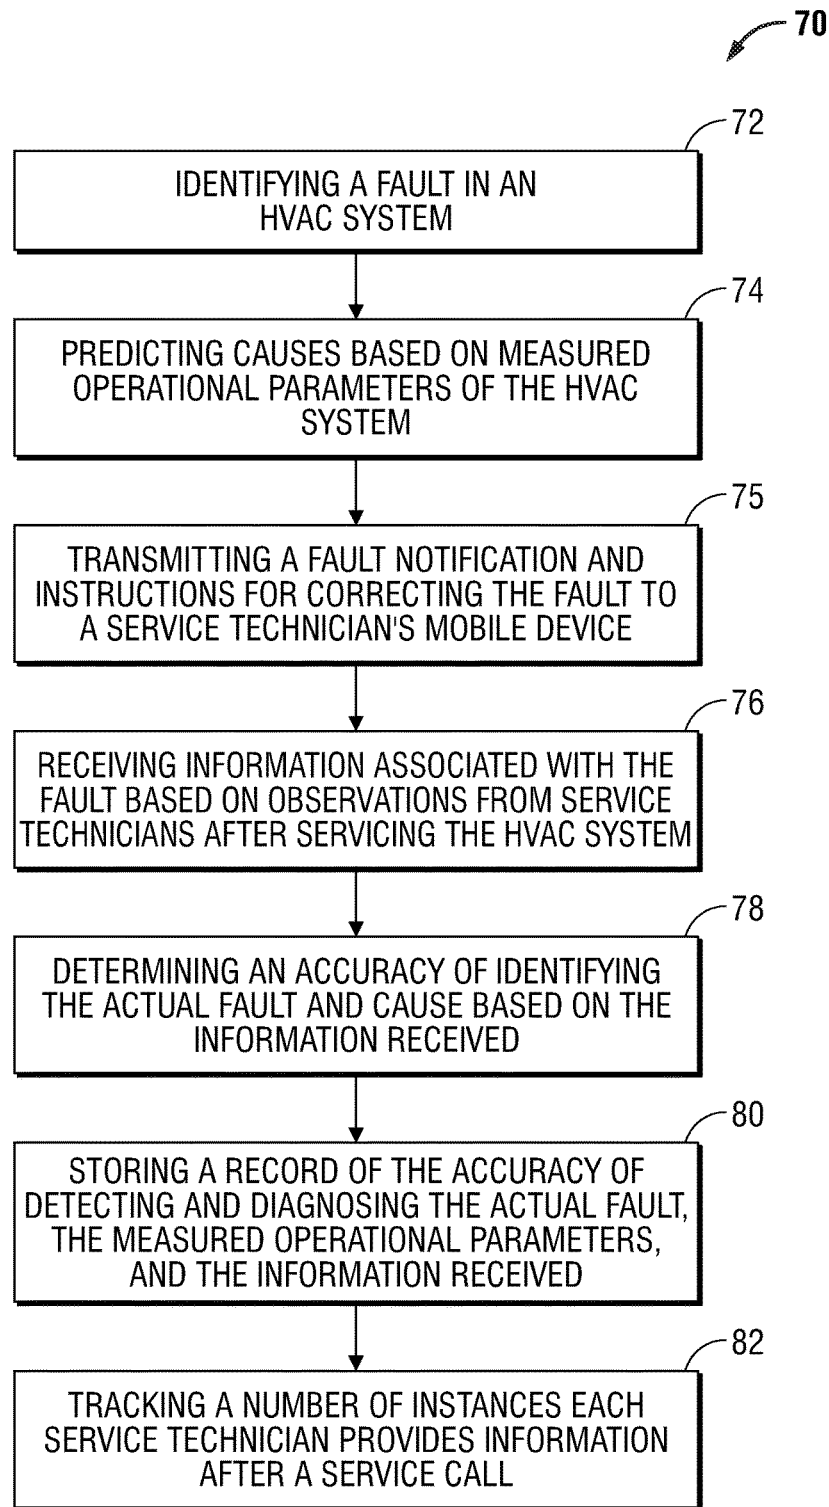 70
72
IDENTIFYING A FAULT IN AN
HVAC SYSTEM
74
PREDICTING CAUSES BASED ON MEASURED
OPERATIONAL PARAMETERS OF THE HVAC
SYSTEM
75
TRANSMITTING A FAULT NOTIFICATION AND
INSTRUCTIONS FOR CORRECTING THE FAULT TO
A SERVICE TECHNICIAN'S MOBILE DEVICE
76
RECEIVING INFORMATION ASSOCIATED WITH THE
FAULT BASED ON OBSERVATIONS FROM SERVICE
TECHNICIANS AFTER SERVICING THE HVAC SYSTEM
78
DETERMINING AN ACCURACY OF IDENTIFYING
THE ACTUAL FAULT AND CAUSE BASED ON THE
INFORMATION RECEIVED
80
STORING A RECORD OF THE ACCURACY OF
DETECTING AND DIAGNOSING THE ACTUAL FAULT,
THE MEASURED OPERATIONAL PARAMETERS,
AND THE INFORMATION RECEIVED
82
TRACKING A NUMBER OF INSTANCES EACH
SERVICE TECHNICIAN PROVIDES INFORMATION
AFTER A SERVICE CALL